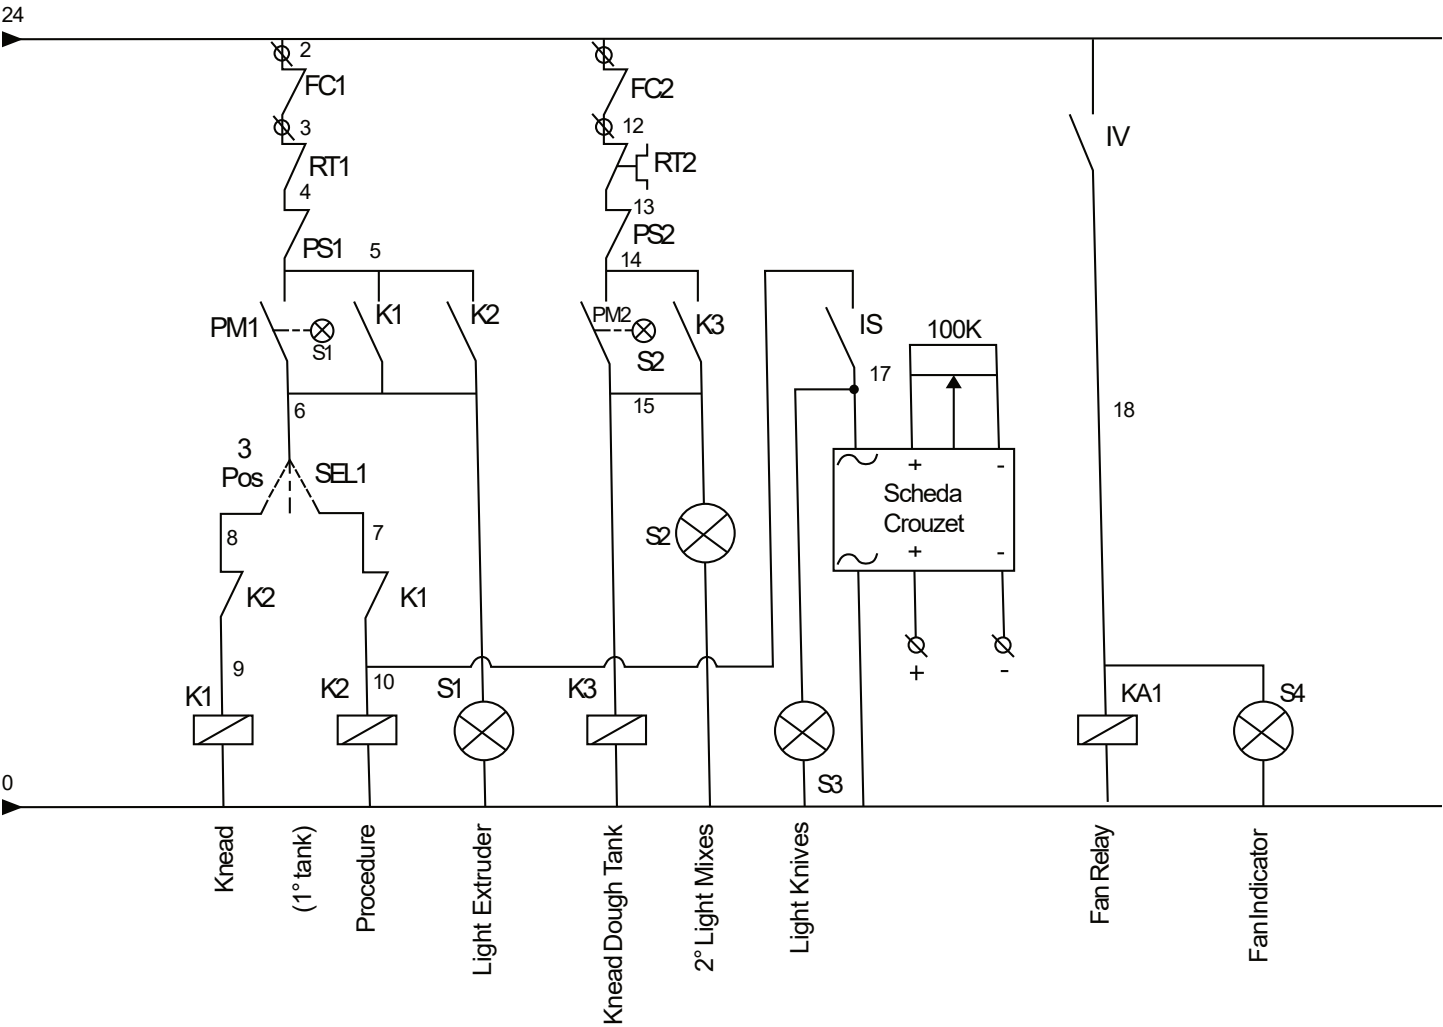 24
2
FC1
FC2
3
12
IV
RT1
RT2
4
13
PS1
5
PS2
14
PM1
S1
K1
K2
PM2
S2
K3
IS
100K
17
6
15
18
3
Pos
SEL1
+
-
Scheda
Crouzet
8
7
S2
+
-
K2
K1
9
10
+
-
K1
K2
S1
K3
KA1
S4
0
S3
Knead
(1° tank)
Procedure
Light Extruder
Knead Dough Tank
2° Light Mixes
Light Knives
Fan Relay
Fan Indicator